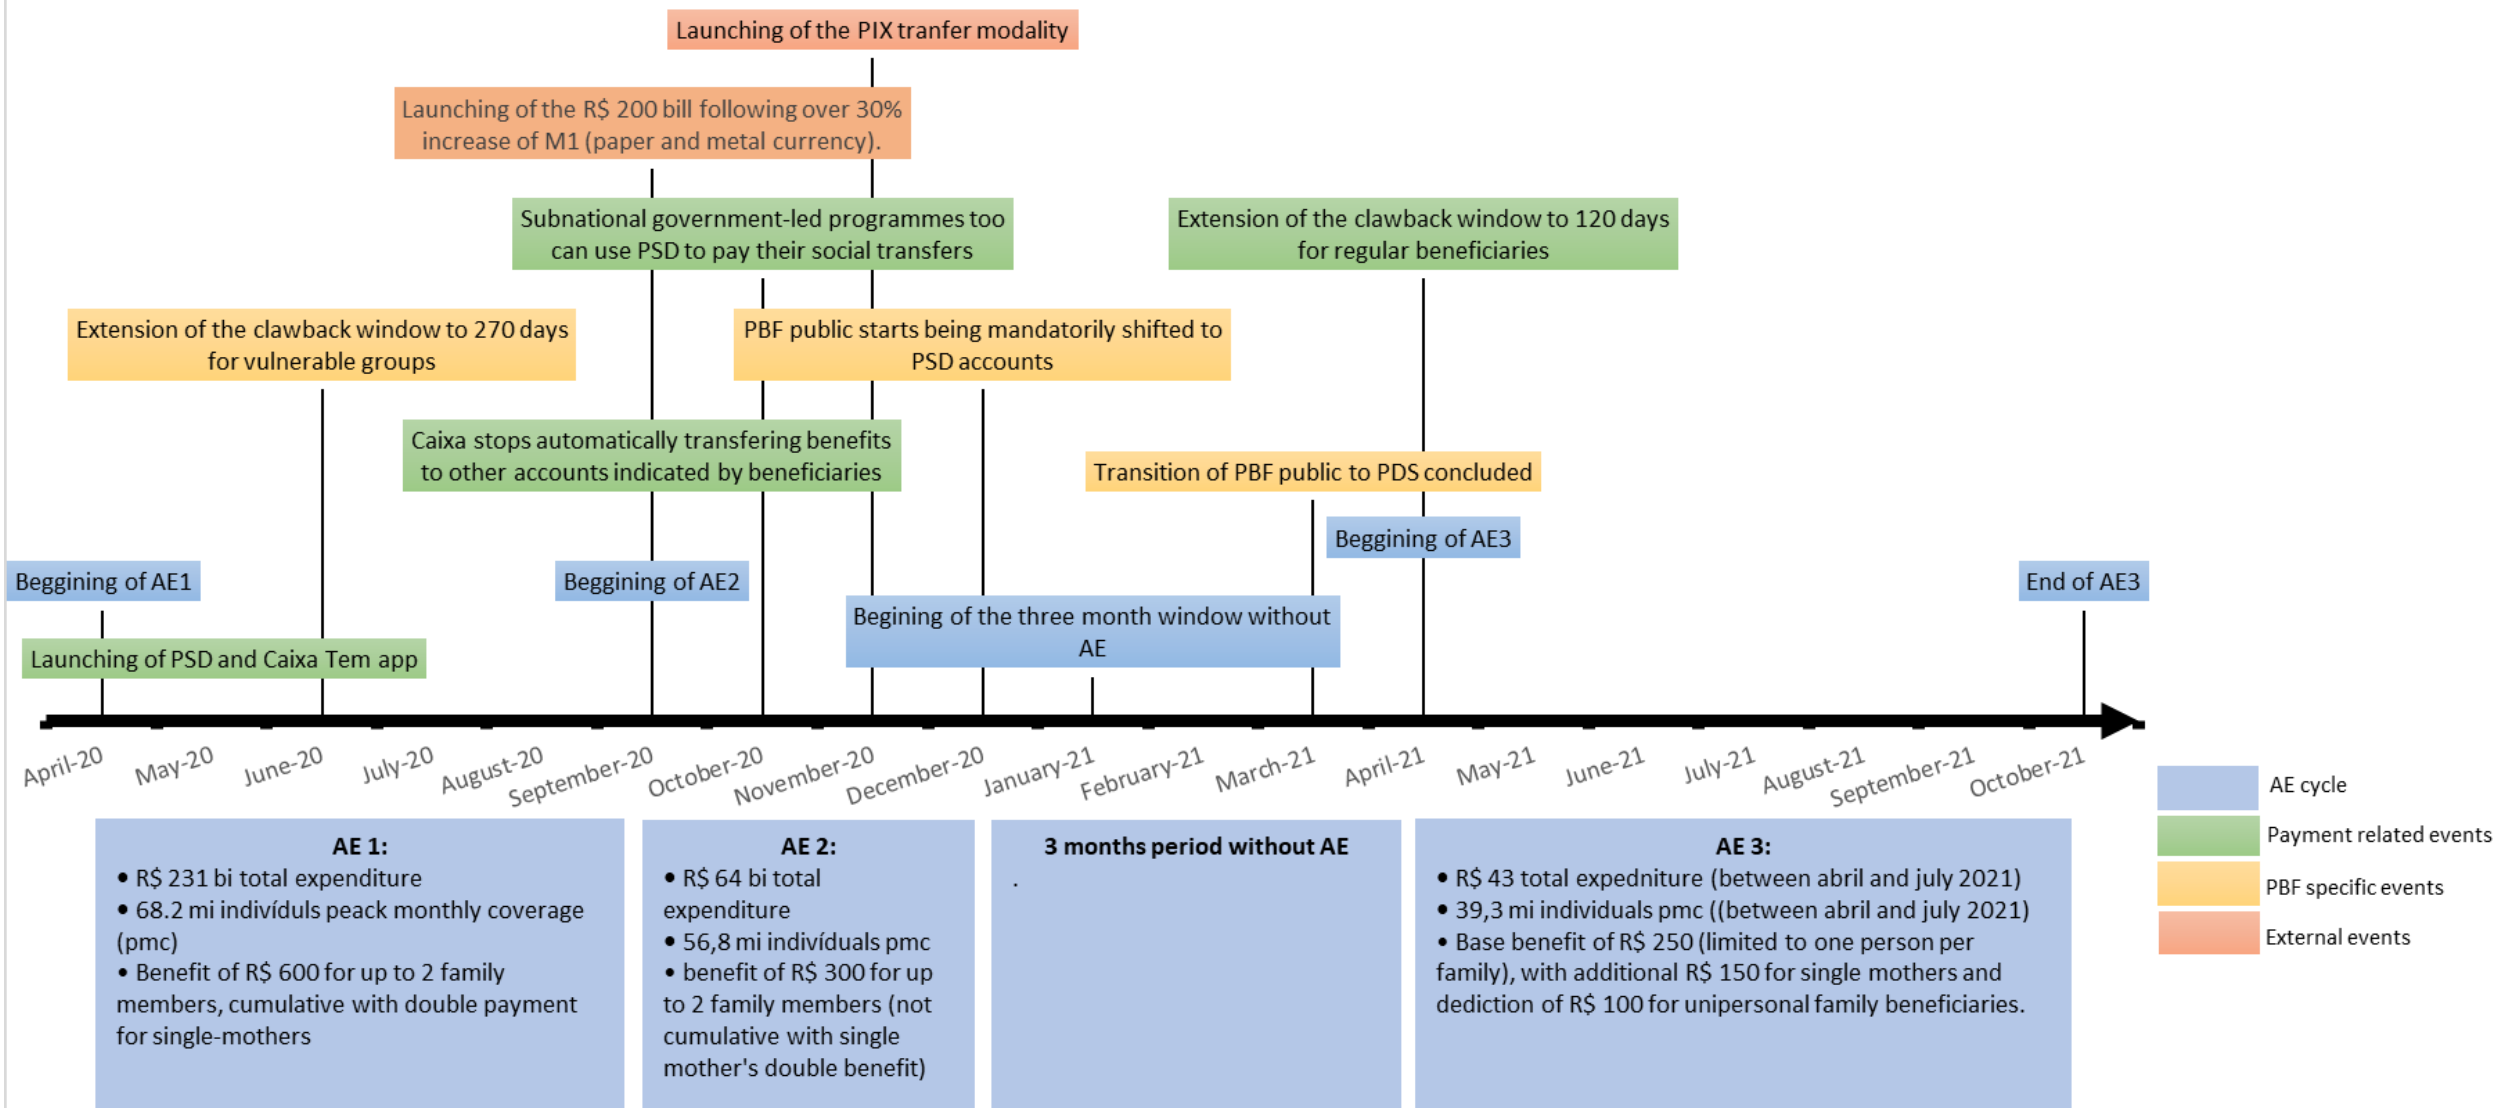 Launching of the PIX tranfer modality
Launching of the R$ 200 bill following over 30%
increase of M1 (paper and metal currency).
Subnational government-led programmes too
can use PSD to pay their social transfers
Extension of the clawback window to 120 days
for regular beneficiaries
Extension of the clawback window to 270 days
for vulnerable groups
PBF public starts being mandatorily shifted to
PSD accounts
Caixa stops automatically transfering benefits
to other accounts indicated by beneficiaries
Transition of PBF public to PDS concluded
Beggining of AE3
Beggining of AE1
Beggining of AE2
End of AE3
Begining of the three month window without
AE
Launching of PSD and Caixa Tem app
April-20
May-20
June-20
July-20
August-20
September-20
October-20
November-20
December-20
January-21
February-21
March-21
April-21
May-21
June-21
July-21
August-21
September-21
October-21
AE cycle
Payment related events
PBF specific events
External events
AE 1:
• R$ 231 bi total expenditure
• 68.2 mi indivíduls peack monthly coverage
(pmc)
• Benefit of R$ 600 for up to 2 family
members, cumulative with double payment
for single-mothers
AE 2:
• R$ 64 bi total
expenditure
• 56,8 mi indivíduals pmc
• benefit of R$ 300 for up
to 2 family members (not
cumulative with single
mother's double benefit)
3 months period without AE
.
AE 3:
• R$ 43 total expedniture (between abril and july 2021)
• 39,3 mi individuals pmc ((between abril and july 2021)
• Base benefit of R$ 250 (limited to one person per
family), with additional R$ 150 for single mothers and
dediction of R$ 100 for unipersonal family beneficiaries.